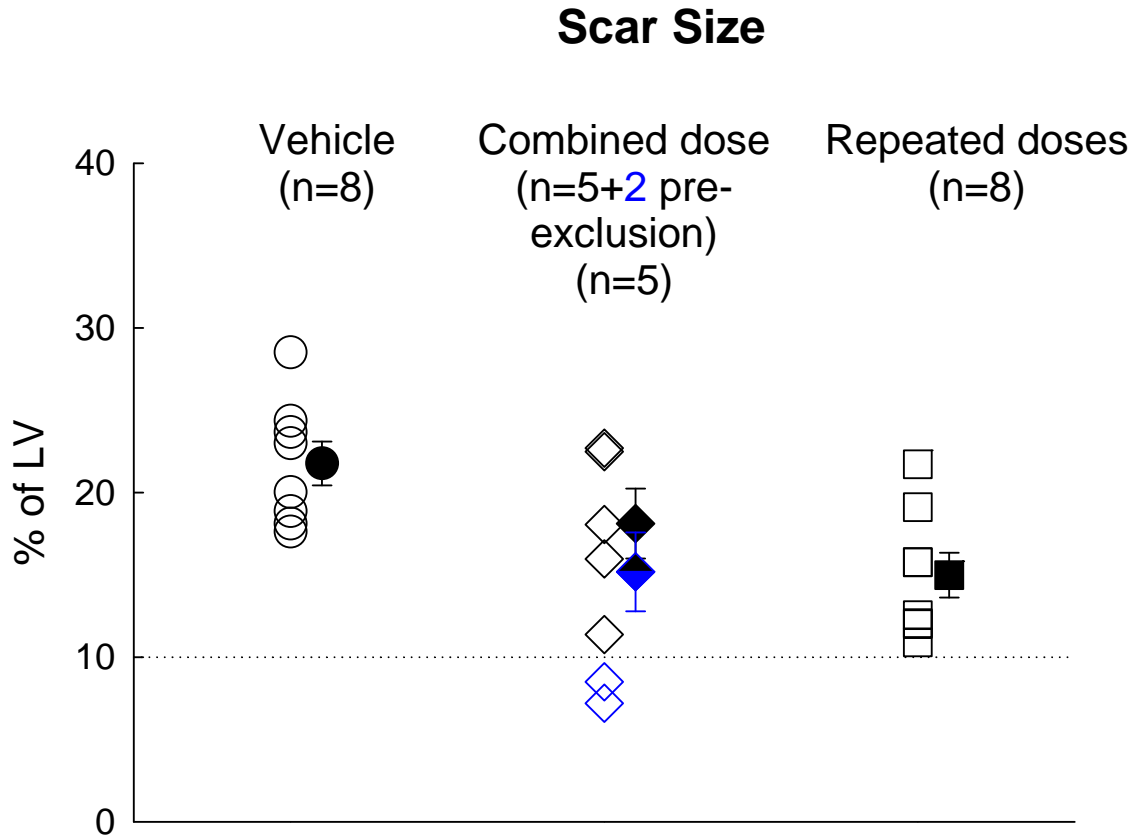 Scar Size
Vehicle
(n=8)
Combined dose
(n=5+2 pre-
exclusion)
(n=5)
Repeated doses
(n=8)
% of LV
40
30
20
10
0